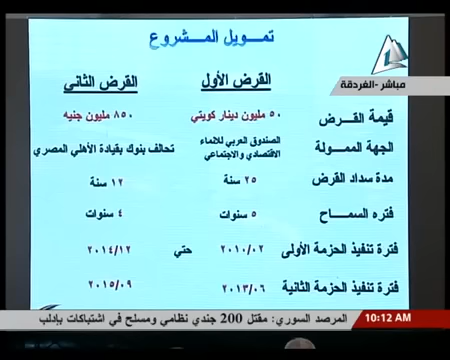 تمويل المشروع
مباشر -الغردقة
القرض الأول القرض الثاني
قيمة القرض ٥٠ مليون دينار كويتي ٨٥٠ مليون جنيه
الجهة الممولة الصندوق العربي للانماء الاقتصادي والاجتماعي تحالف بنوك بقيادة الأهلي المصري
مدة سداد القرض ٢٥ سنة ١٢ سنة
فتره السماح ٥ سنوات ٤ سنوات
فترة تنفيذ الحزمة الأولى ٢٠١٠/٠٢ حتي ٢٠١٤/١٢
فترة تنفيذ الحزمة الثانية ٢٠١٣/٠٦ ٢٠١٥/٠٩
المرصد السوري: مقتل 200 جندي نظامي ومسلح في اشتباكات بإدلب
10:12 AM